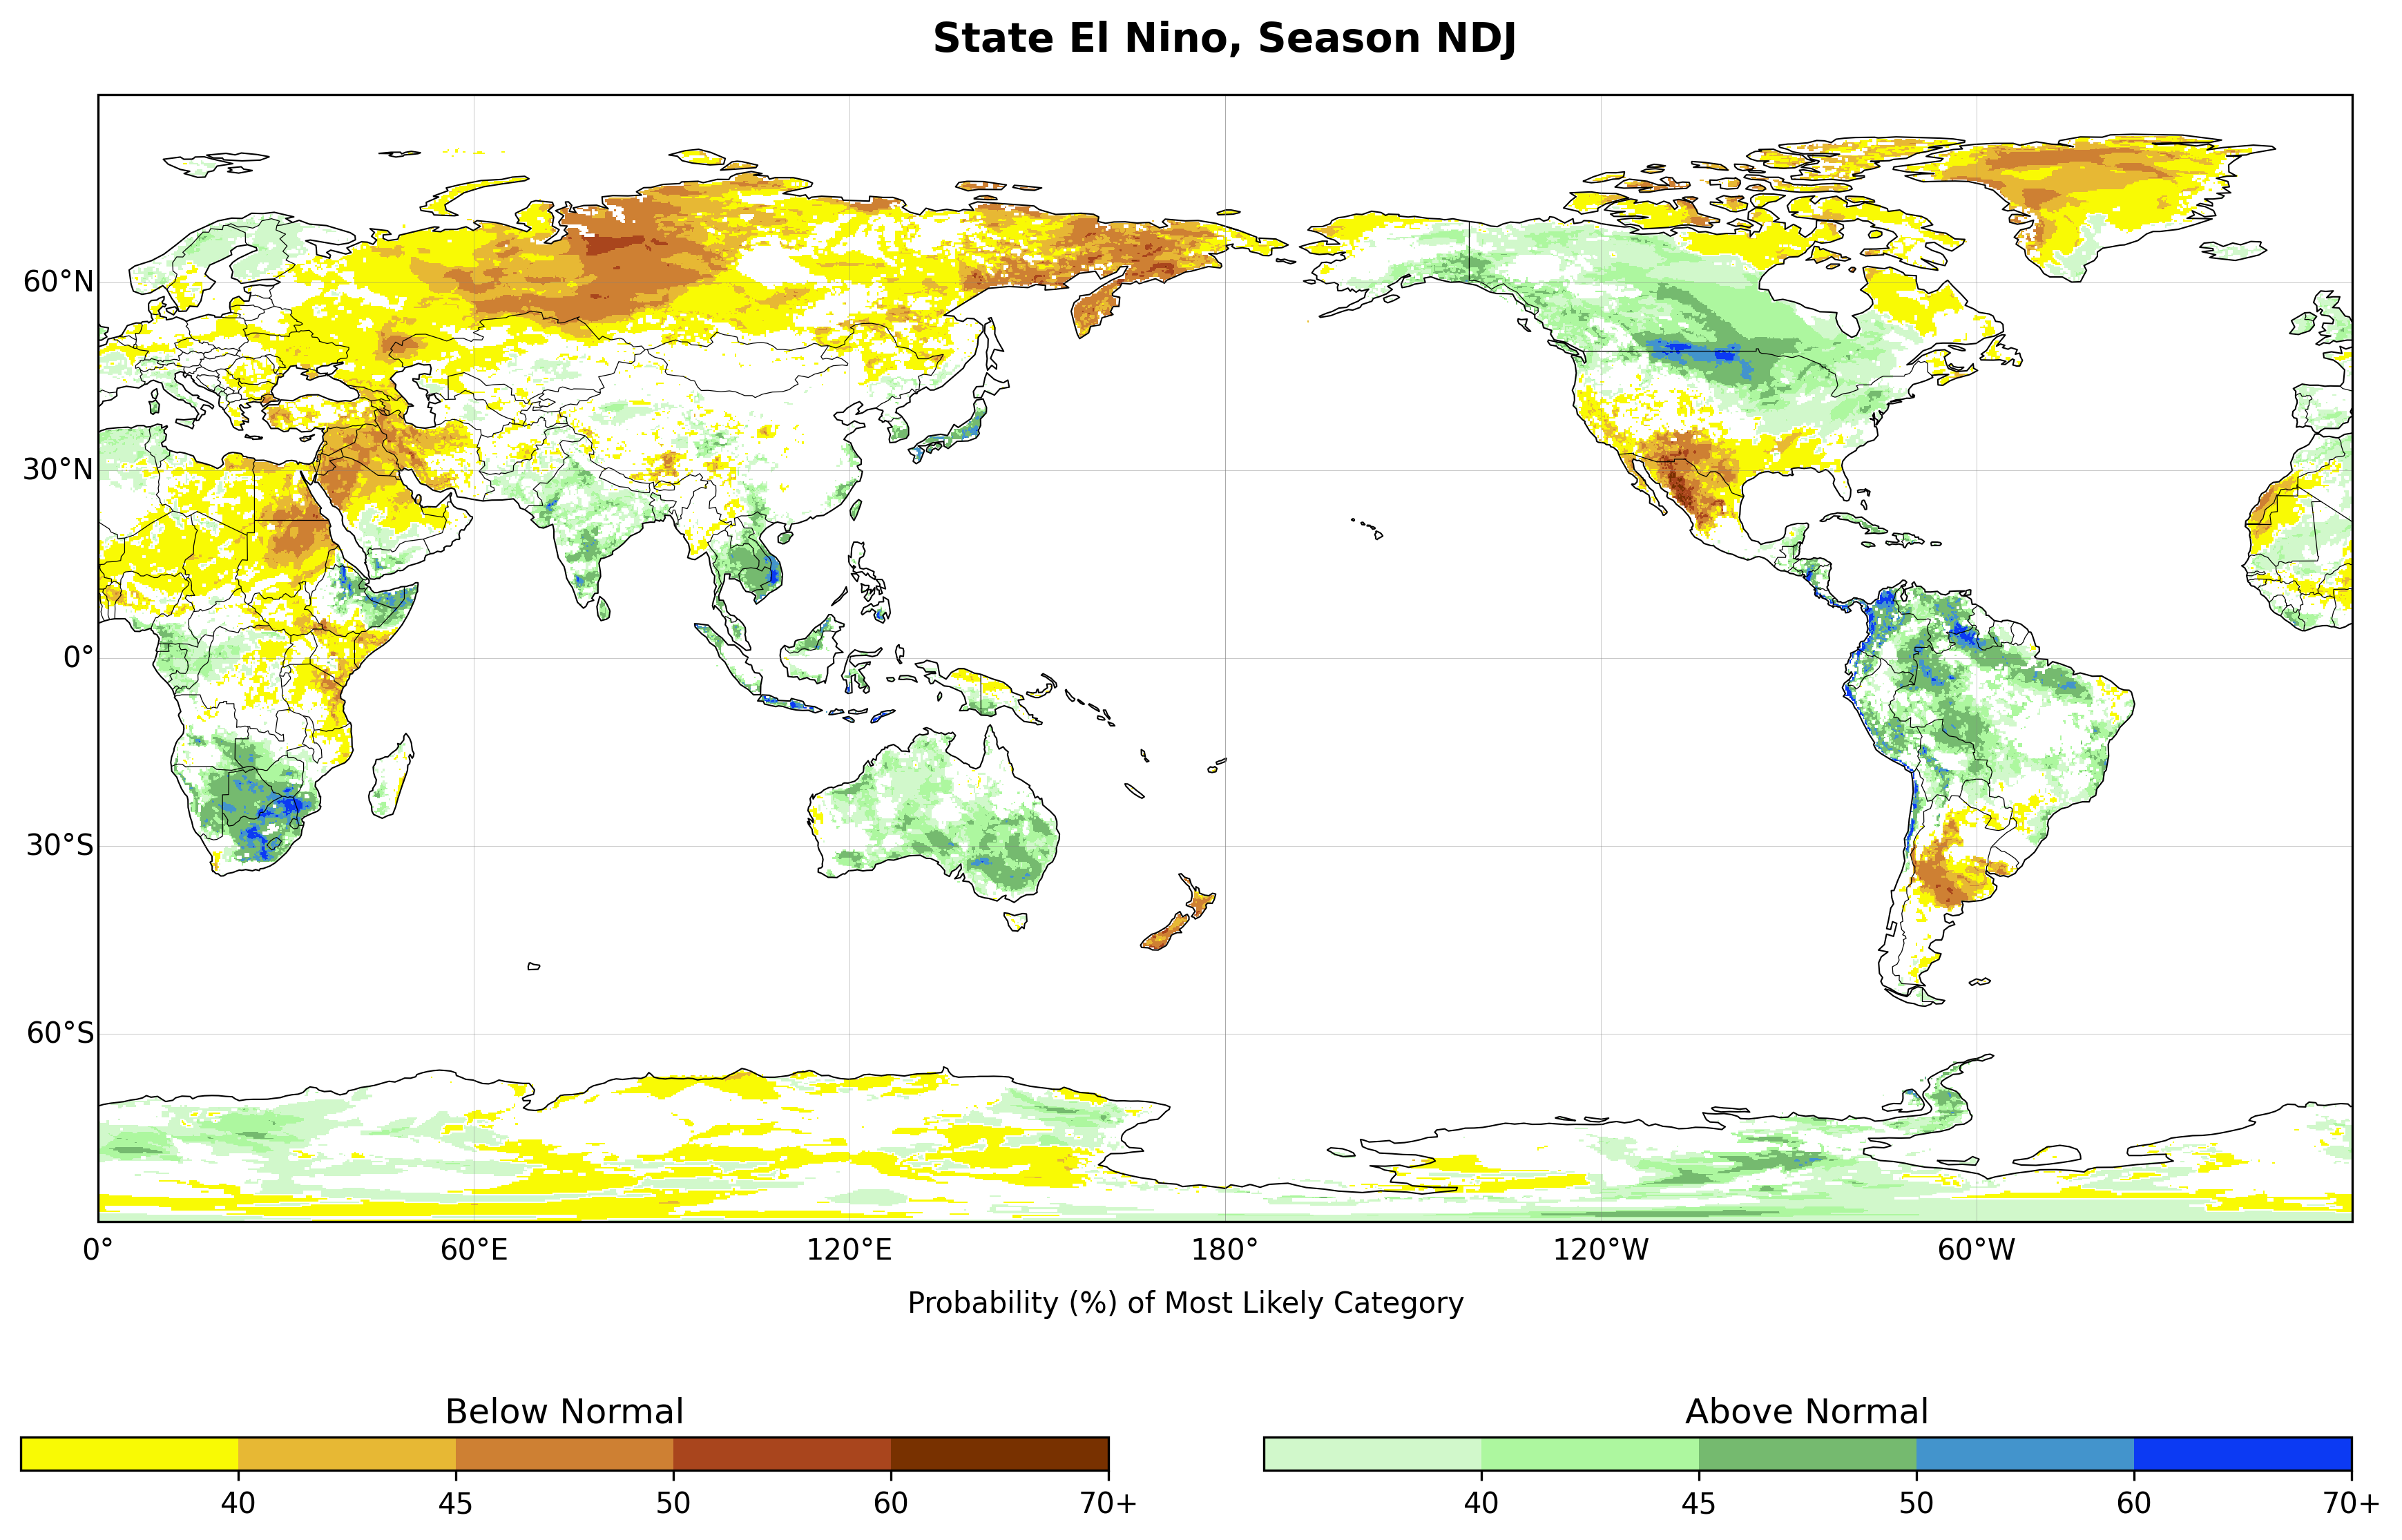 State El Nino, Season NDJ
60°N
30°N
0°
30°S
60°S
0° 60°E 120°E 180° 120°W 60°W
Probability (%) of Most Likely Category
Below Normal Above Normal
40 45 50 60 70+ 40 45 50 60 70+